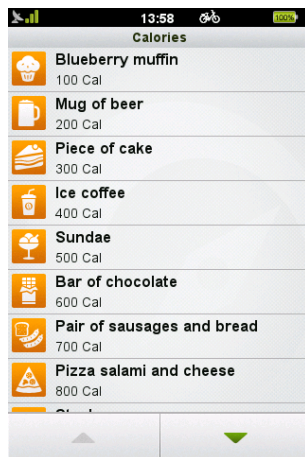 13:58
100%
Calories
Blueberry muffin
100 Cal
Mug of beer
200 Cal
Piece of cake
300 Cal
Ice coffee
400 Cal
Sundae
500 Cal
Bar of chocolate
600 Cal
Pair of sausages and bread
700 Cal
Pizza salami and cheese
800 Cal